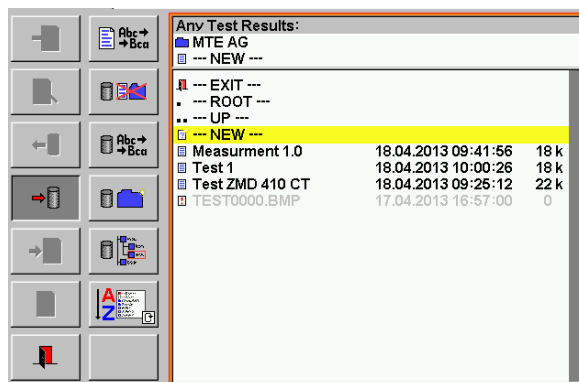 Abc
Bca
Abc
Bca
A
Z
Any Test Results:
MTE AG
--- NEW ---
--- EXIT ---
--- ROOT ---
--- UP ---
--- NEW ---
Measurment 1.0 18.04.2013 09:41:56 18 k
Test 1 18.04.2013 10:00:26 18 k
Test ZMD 410 CT 18.04.2013 09:25:12 22 k
TEST0000.BMP 17.04.2013 16:57:00 0